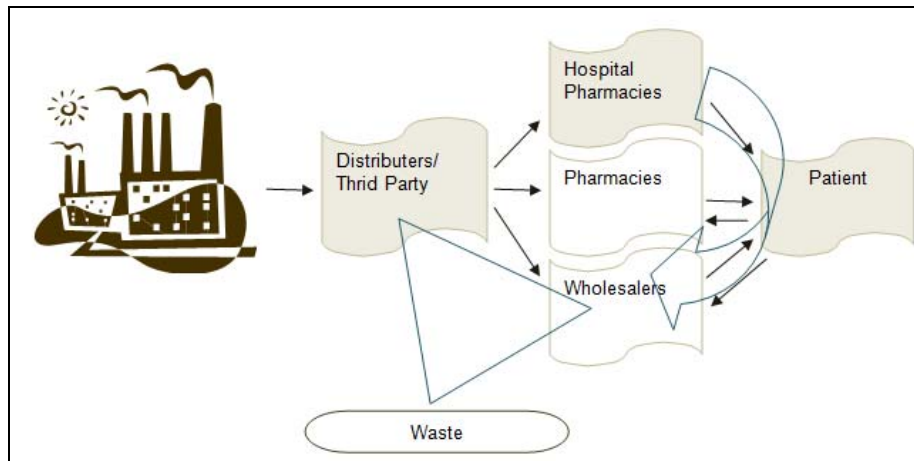 Hospital
Pharmacies
Distributers/
Thrid Party
Pharmacies
Patient
Wholesalers
Waste